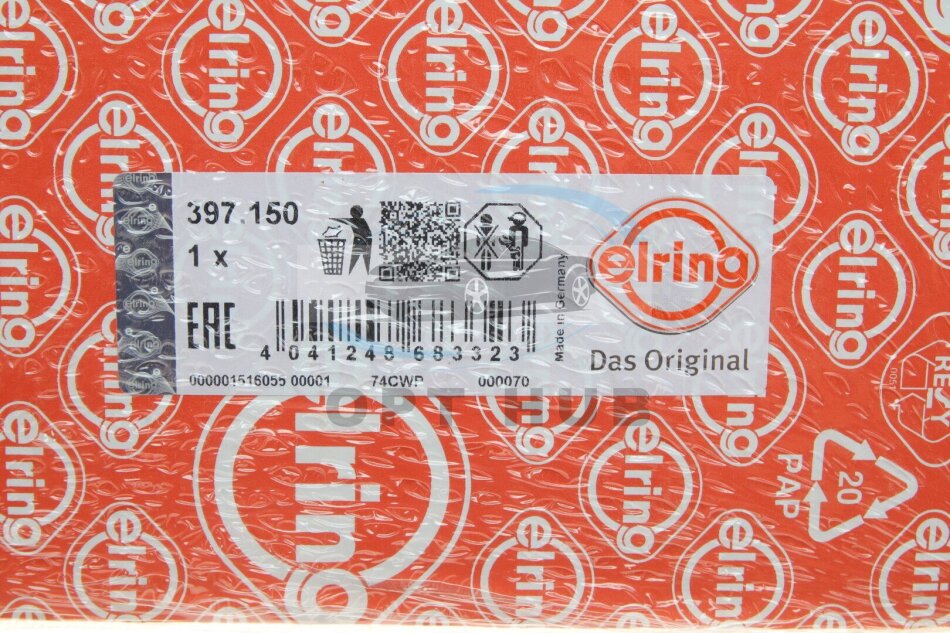 397.150
1 x
EAC
4 041248 683323
Made in Germany
elring
Das Original
000001516055 00001 74CWP 000070
OPT HUB
elring
20
PAP